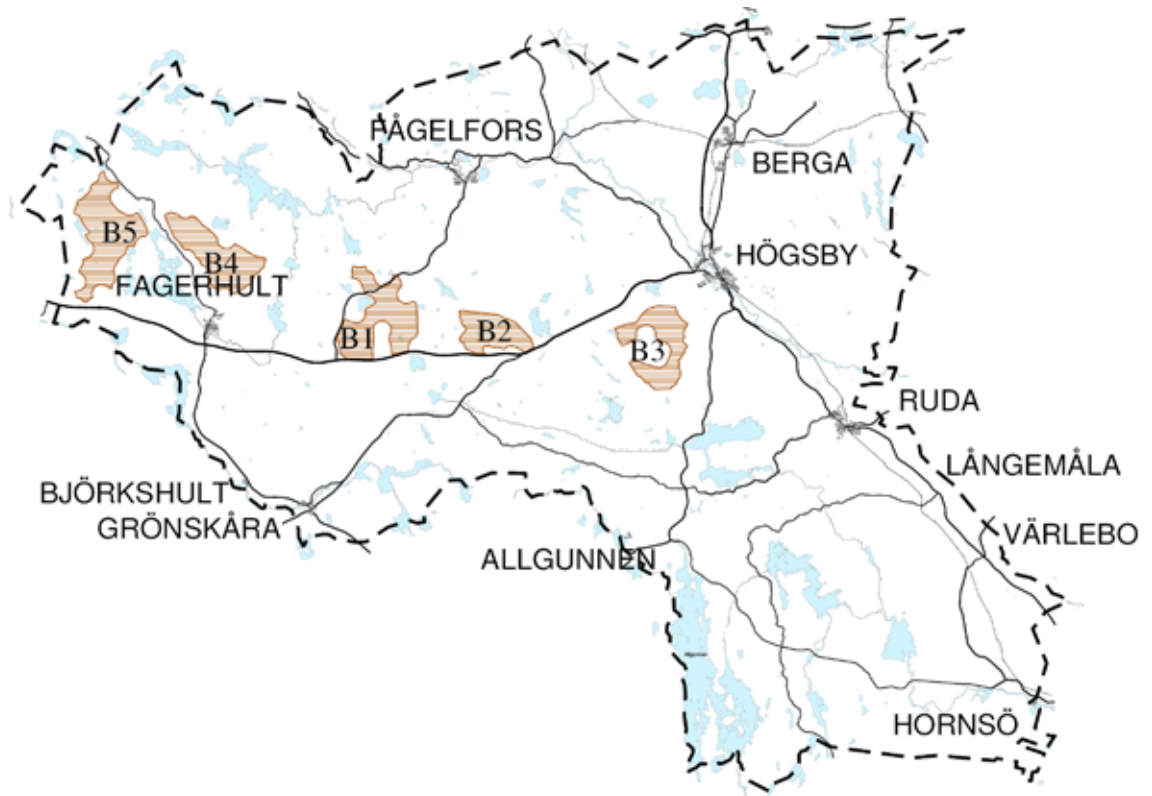 FÅGELFORS
BERGA
B5
B4
HÖGSBY
FAGERHULT
B1
B2
B3
RUDA
LÅNGEMÅLA
BJÖRKSHULT
GRÖNSKÅRA
VÄRLEBO
ALLGUNNEN
HORNSÖ